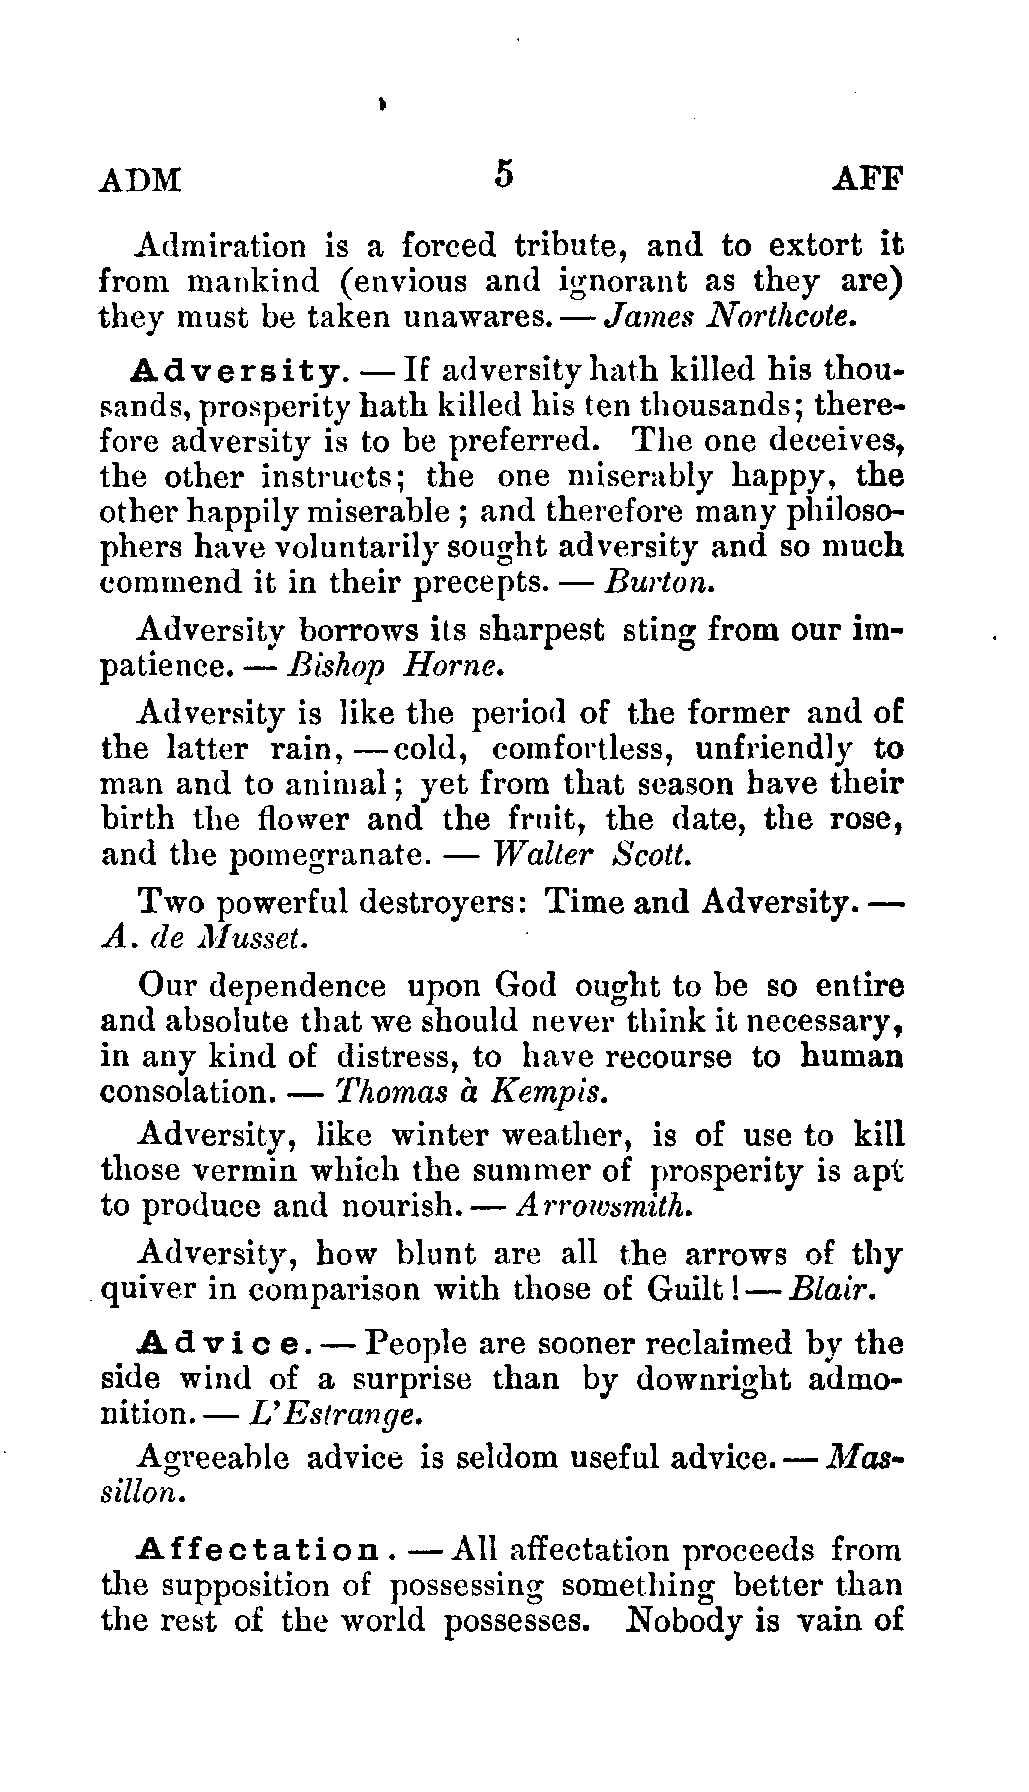 ADM 5 AFF
Admiration is a forced tribute, and to extort it
from mankind (envious and ignorant as they are)
they must be taken unawares. — James Northcote.
Adversity. — If adversity hath killed his thou-
sands, prosperity hath killed his ten thousands; there-
fore adversity is to be preferred. The one deceives,
the other instructs; the one miserably happy, the
other happily miserable; and therefore many philoso-
phers have voluntarily sought adversity and so much
commend it in their precepts. — Burton.
Adversity borrows its sharpest sting from our im-
patience. — Bishop Horne.
Adversity is like the period of the former and of
the latter rain, — cold, comfortless, unfriendly to
man and to animal; yet from that season have their
birth the flower and the fruit, the date, the rose,
and the pomegranate. — Walter Scott.
Two powerful destroyers: Time and Adversity. —
A. de Musset.
Our dependence upon God ought to be so entire
and absolute that we should never think it necessary,
in any kind of distress, to have recourse to human
consolation. — Thomas à Kempis.
Adversity, like winter weather, is of use to kill
those vermin which the summer of prosperity is apt
to produce and nourish. — Arrowsmith.
Adversity, how blunt are all the arrows of thy
quiver in comparison with those of Guilt! — Blair.
Advice. — People are sooner reclaimed by the
side wind of a surprise than by downright admo-
nition. — L'Estrange.
Agreeable advice is seldom useful advice. — Mas-
sillon.
Affectation. — All affectation proceeds from
the supposition of possessing something better than
the rest of the world possesses. Nobody is vain of